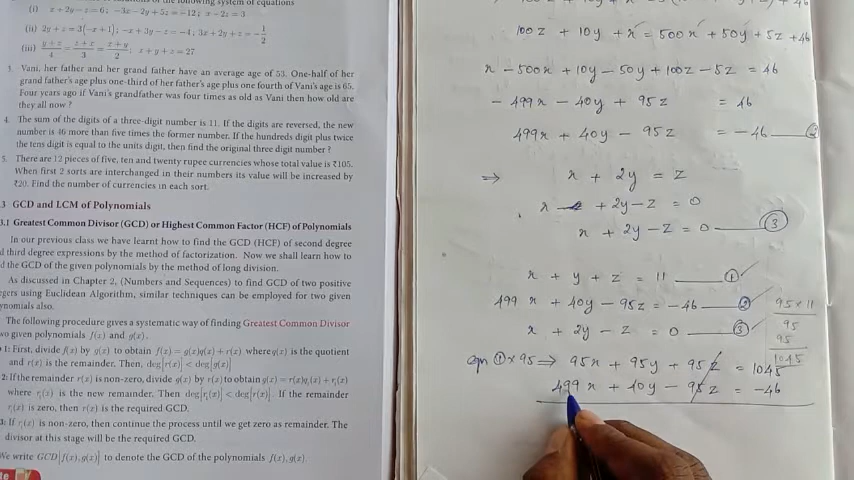 (i) x + 2y − z = 6; −3x − 2y + 5z = −12; x − 2z = 3
(ii) 2y + z = 3(−x + 1); −x + 3y − z = −4; 3x + 2y + z = −1/2
(iii) (y + z)/4 = (z + x)/3 = (x + y)/2; x + y + z = 27
Vani, her father and her grand father have an average age of 53. One-half of her
grand father's age plus one-third of her father's age plus one fourth of Vani's age is 65.
Four years ago if Vani's grandfather was four times as old as Vani then how old are
they all now ?
4. The sum of the digits of a three-digit number is 11. If the digits are reversed, the new
number is 46 more than five times the former number. If the hundreds digit plus twice
the tens digit is equal to the units digit, then find the original three digit number ?
5. There are 12 pieces of five, ten and twenty rupee currencies whose total value is ₹105.
When first 2 sorts are interchanged in their numbers its value will be increased by
₹20. Find the number of currencies in each sort.
3 GCD and LCM of Polynomials
3.1 Greatest Common Divisor (GCD) or Highest Common Factor (HCF) of Polynomials
In our previous class we have learnt how to find the GCD (HCF) of second degree
third degree expressions by the method of factorization. Now we shall learn how to
the GCD of the given polynomials by the method of long division.
As discussed in Chapter 2, (Numbers and Sequences) to find GCD of two positive
gers using Euclidean Algorithm, similar techniques can be employed for two given
nomials also.
The following procedure gives a systematic way of finding Greatest Common Divisor
wo given polynomials f(x) and g(x).
1: First, divide f(x) by g(x) to obtain f(x) = g(x)q(x) + r(x) where q(x) is the quotient
and r(x) is the remainder. Then, deg[r(x)] < deg[g(x)]
2: If the remainder r(x) is non-zero, divide g(x) by r(x) to obtain g(x) = r(x)q₁(x) + r₁(x)
where r₁(x) is the new remainder. Then deg[r₁(x)] < deg[r(x)]. If the remainder
r₁(x) is zero, then r(x) is the required GCD.
3: If r₁(x) is non-zero, then continue the process until we get zero as remainder. The
divisor at this stage will be the required GCD.
We write GCD[f(x),g(x)] to denote the GCD of the polynomials f(x),g(x).
100z + 10y + x = 500x + 50y + 5z + 46
x − 500x + 10y − 50y + 100z − 5z = 46
− 499x − 40y + 95z = 46
499x + 40y − 95z = −46 ②
⇒ x + 2y = z
x + 2y − z = 0
x + 2y − z = 0 ③
x + y + z = 11 ①
499x + 40y − 95z = −46 ②
x + 2y − z = 0 ③
95 × 11
95
95
1045
eqn ① × 95 ⇒ 95x + 95y + 95z = 1045
499x + 40y − 95z = −46